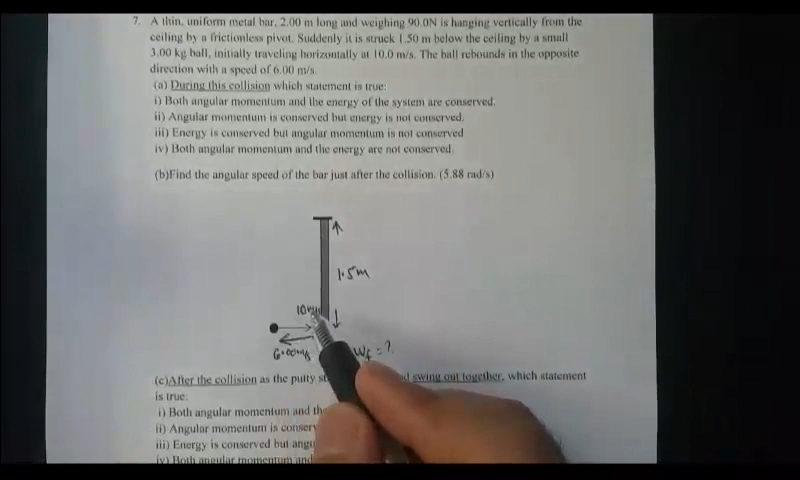 7. A thin, uniform metal bar, 2.00 m long and weighing 90.0N is hanging vertically from the
ceiling by a frictionless pivot. Suddenly it is struck 1.50 m below the ceiling by a small
3.00 kg ball, initially traveling horizontally at 10.0 m/s. The ball rebounds in the opposite
direction with a speed of 6.00 m/s.
(a) During this collision which statement is true:
i) Both angular momentum and the energy of the system are conserved.
ii) Angular momentum is conserved but energy is not conserved.
iii) Energy is conserved but angular momentum is not conserved
iv) Both angular momentum and the energy are not conserved.
(b)Find the angular speed of the bar just after the collision. (5.88 rad/s)
1.5m
10
6.00m/s
ωf = ?
(c)After the collision as the putty swing out together, which statement
is true:
i) Both angular momentum and
ii) Angular momentum is
iii) Energy is conserved but
iv) Both angular momentum and